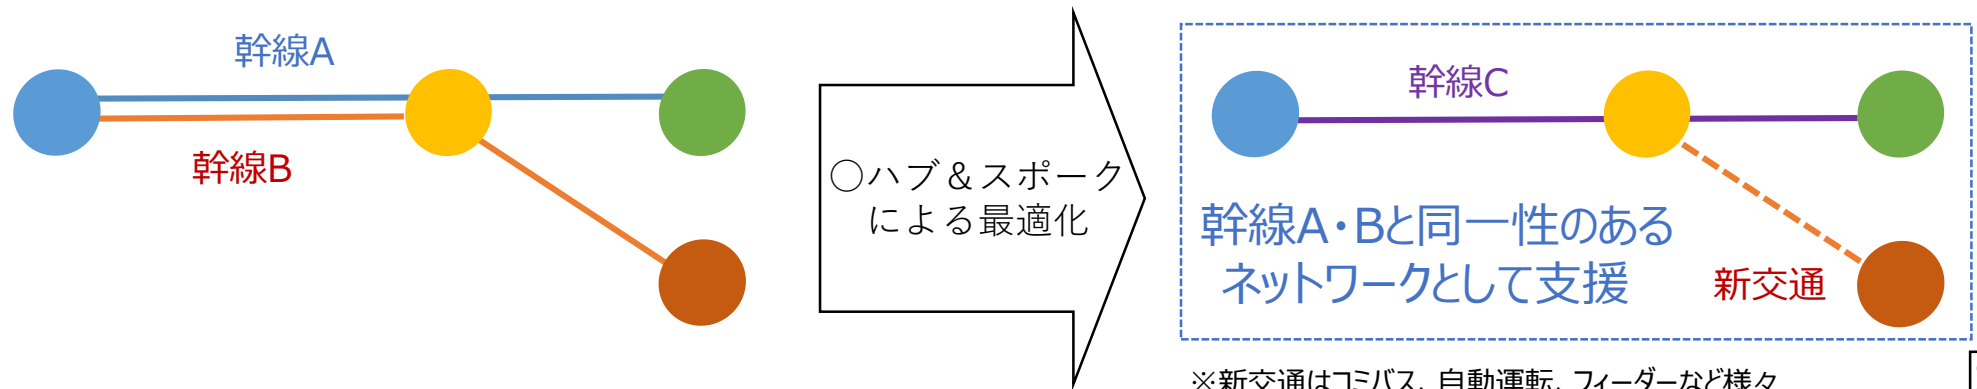 幹線A
幹線B
○ハブ＆スポーク
による最適化
幹線C
幹線A・Bと同一性のある
ネットワークとして支援
新交通
※新交通はコミバス、自動運転、フィーダーなど様々